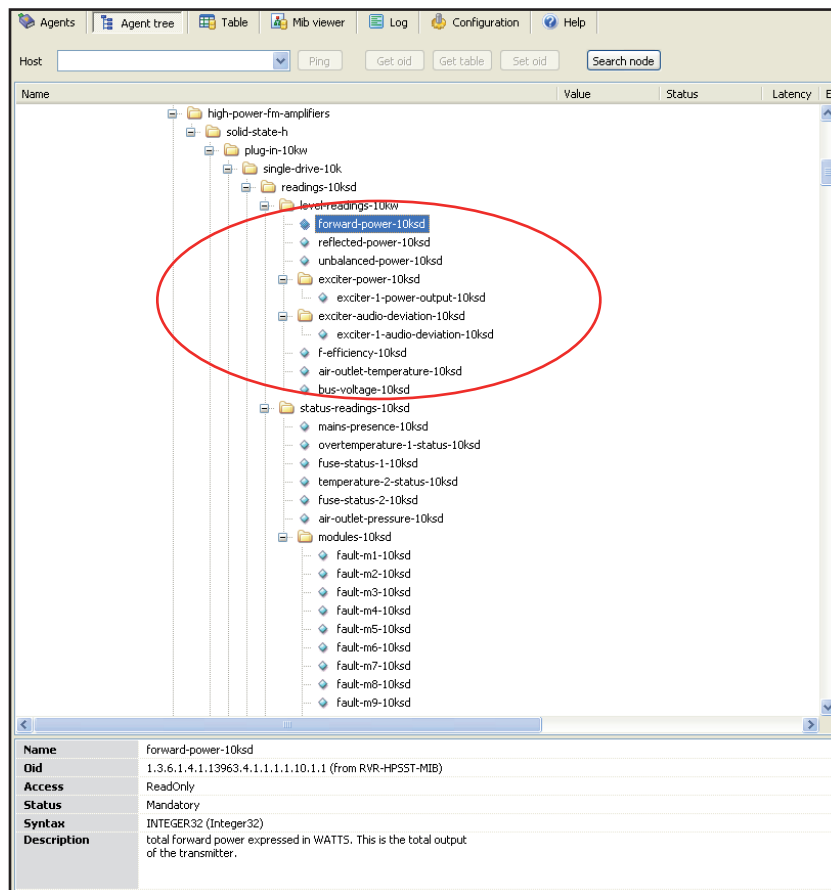 Agents Agent tree Table Mib viewer Log Configuration Help
Host Ping Get oid Get table Set oid Search node
Name Value Status Latency E
high-power-fm-amplifiers
solid-state-h
plug-in-10kw
single-drive-10k
readings-10ksd
level-readings-10kw
forward-power-10ksd
reflected-power-10ksd
unbalanced-power-10ksd
exciter-power-10ksd
exciter-1-power-output-10ksd
exciter-audio-deviation-10ksd
exciter-1-audio-deviation-10ksd
f-efficiency-10ksd
air-outlet-temperature-10ksd
bus-voltage-10ksd
status-readings-10ksd
mains-presence-10ksd
overtemperature-1-status-10ksd
fuse-status-1-10ksd
temperature-2-status-10ksd
fuse-status-2-10ksd
air-outlet-pressure-10ksd
modules-10ksd
fault-m1-10ksd
fault-m2-10ksd
fault-m3-10ksd
fault-m4-10ksd
fault-m5-10ksd
fault-m6-10ksd
fault-m7-10ksd
fault-m8-10ksd
fault-m9-10ksd
Name forward-power-10ksd
Oid 1.3.6.1.4.1.13963.4.1.1.1.1.10.1.1 (from RVR-HPSST-MIB)
Access ReadOnly
Status Mandatory
Syntax INTEGER32 (Integer32)
Description total forward power expressed in WATTS. This is the total output
of the transmitter.